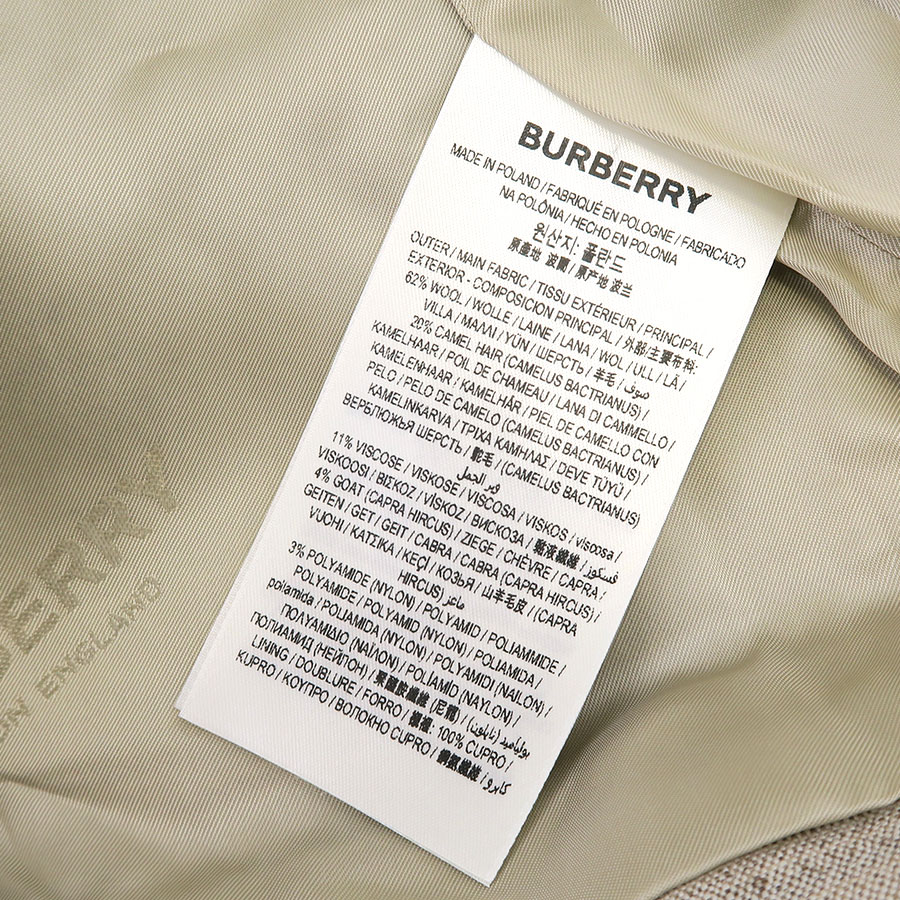 BURBERRY
MADE IN POLAND / FABRIQUÉ EN POLOGNE / FABRICADO
NA POLÔNIA / HECHO EN POLONIA
원산지: 폴란드
原產地 波蘭 / 原产地 波兰
OUTER / MAIN FABRIC / TISSU EXTÉRIEUR / PRINCIPAL /
EXTERIOR - COMPOSICION PRINCIPAL / 外部/主要布料:
62% WOOL / WOLLE / LAINE / LANA / WOL / ULL / LÃ /
VILLA / ΜΑΛΛΙ / YÜN / ШЕРСТЬ / 羊毛 / صوف
20% CAMEL HAIR (CAMELUS BACTRIANUS) /
KAMELHAAR / POIL DE CHAMEAU / LANA DI CAMMELLO /
KAMELENHAAR / KAMELHÅR / PIEL DE CAMELLO CON
PELO / PELO DE CAMELO (CAMELUS BACTRIANUS) /
KAMELINKARVA / ΤΡΙΧΑ ΚΑΜΗΛΑΣ / DEVE TÜYÜ /
ВЕРБЛЮЖЬЯ ШЕРСТЬ / 駝毛 / (CAMELUS BACTRIANUS)
وبر الجمل
11% VISCOSE / VISKOSE / VISCOSA / VISKOS / viscosa /
VISKOOSI / ΒΙΣΚΟΖ / VİSKOZ / ВИСКОЗА / 黏液纖維 / فسكوز
4% GOAT (CAPRA HIRCUS) / ZIEGE / CHÈVRE / CAPRA /
GEITEN / GET / GEIT / CABRA / CABRA (CAPRA HIRCUS) /
VUOHI / ΚΑΤΣΙΚΑ / KEÇİ / КОЗЬЯ / 山羊毛皮 / (CAPRA
HIRCUS) ماعز
3% POLYAMIDE (NYLON) / POLYAMID / POLIAMMIDE /
POLYAMIDE / POLYAMID (NYLON) / POLIAMIDA /
poliamida / POLIAMIDA (NYLON) / POLYAMIDI (NAILON) /
ΠΟΛΥΑΜΙΔΙΟ (ΝΑΪΛΟΝ) / POLİAMİD (NAYLON) /
ПОЛИАМИД (НЕЙЛОН) / 聚醯胺纖維 (尼龍) / بولياميد (نايلون)
LINING / DOUBLURE / FORRO / 襯裡: 100% CUPRO /
KUPRO / ΚΟΥΠΡΟ / ВОЛОКНО CUPRO / 銅氨纖維 / كابرو
ERRY
ON ENGLAND